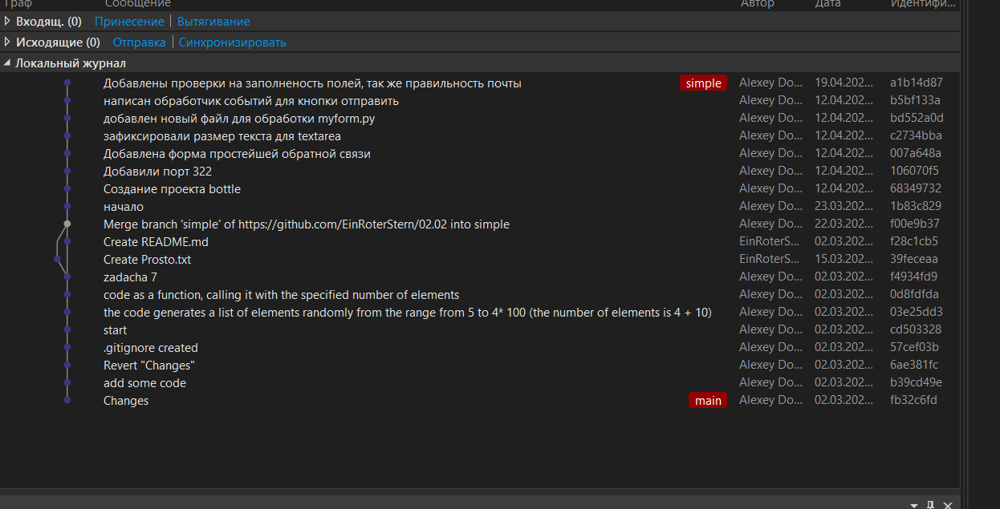 Граф Сообщение Автор Дата Идентифи...
Входящ. (0) Принесение Вытягивание
Исходящие (0) Отправка Синхронизировать
Локальный журнал
Добавлены проверки на заполненость полей, так же правильность почты simple Alexey Do... 19.04.202... a1b14d87
написан обработчик событий для кнопки отправить Alexey Do... 12.04.202... b5bf133a
добавлен новый файл для обработки myform.py Alexey Do... 12.04.202... bd552a0d
зафиксировали размер текста для textarea Alexey Do... 12.04.202... c2734bba
Добавлена форма простейшей обратной связи Alexey Do... 12.04.202... 007a648a
Добавили порт 322 Alexey Do... 12.04.202... 106070f5
Создание проекта bottle Alexey Do... 12.04.202... 68349732
начало Alexey Do... 23.03.202... 1b83c829
Merge branch 'simple' of https://github.com/EinRoterStern/02.02 into simple Alexey Do... 22.03.202... f00e9b37
Create README.md EinRoterS... 02.03.202... f28c1cb5
Create Prosto.txt EinRoterS... 15.03.202... 39feceaa
zadacha 7 Alexey Do... 02.03.202... f4934fd9
code as a function, calling it with the specified number of elements Alexey Do... 02.03.202... 0d8fdfda
the code generates a list of elements randomly from the range from 5 to 4* 100 (the number of elements is 4 + 10) Alexey Do... 02.03.202... 03e25dd3
start Alexey Do... 02.03.202... cd503328
.gitignore created Alexey Do... 02.03.202... 57cef03b
Revert "Changes" Alexey Do... 02.03.202... 6ae381fc
add some code Alexey Do... 02.03.202... b39cd49e
Changes main Alexey Do... 02.03.202... fb32c6fd